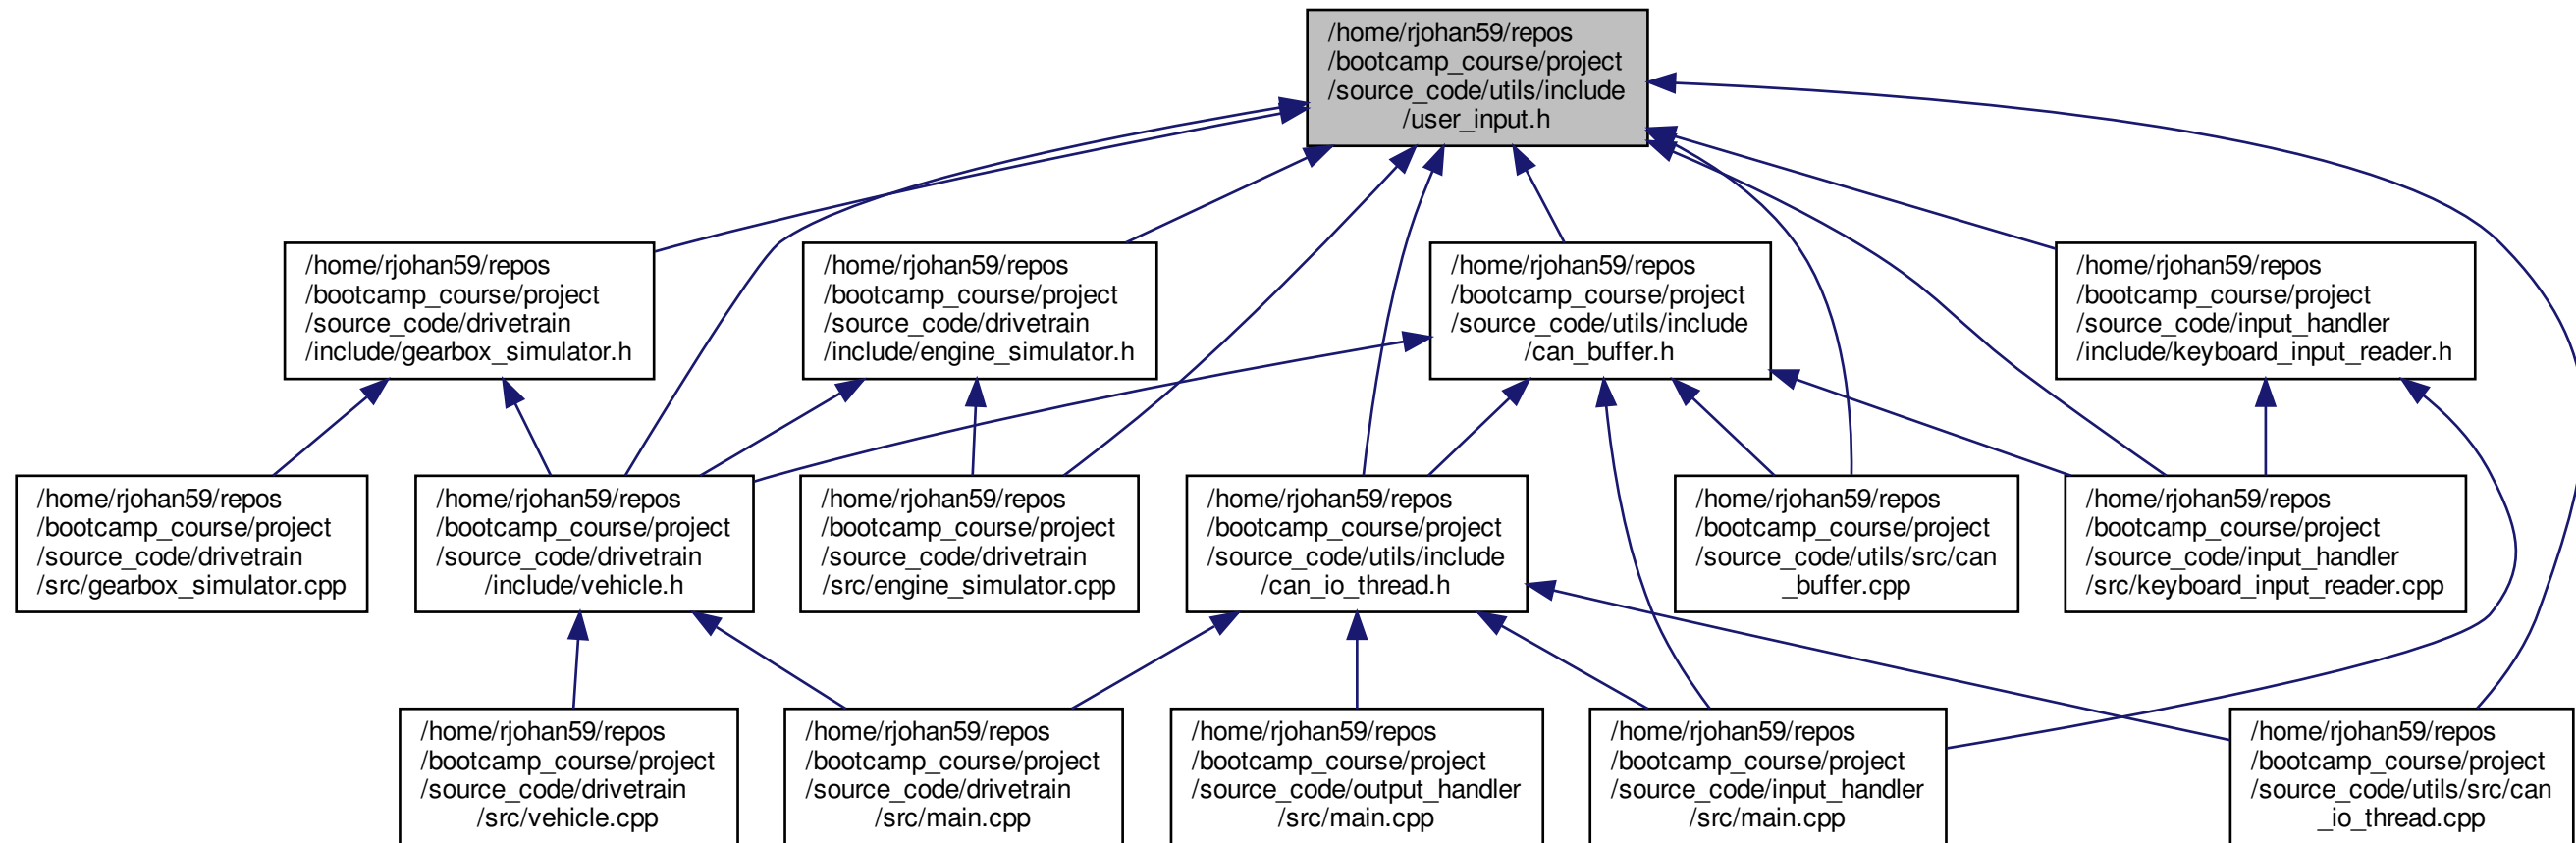 /home/rjohan59/repos
/bootcamp_course/project
/source_code/utils/include
/user_input.h
/home/rjohan59/repos
/bootcamp_course/project
/source_code/drivetrain
/include/gearbox_simulator.h
/home/rjohan59/repos
/bootcamp_course/project
/source_code/drivetrain
/include/engine_simulator.h
/home/rjohan59/repos
/bootcamp_course/project
/source_code/utils/include
/can_buffer.h
/home/rjohan59/repos
/bootcamp_course/project
/source_code/input_handler
/include/keyboard_input_reader.h
/home/rjohan59/repos
/bootcamp_course/project
/source_code/drivetrain
/src/gearbox_simulator.cpp
/home/rjohan59/repos
/bootcamp_course/project
/source_code/drivetrain
/include/vehicle.h
/home/rjohan59/repos
/bootcamp_course/project
/source_code/drivetrain
/src/engine_simulator.cpp
/home/rjohan59/repos
/bootcamp_course/project
/source_code/utils/include
/can_io_thread.h
/home/rjohan59/repos
/bootcamp_course/project
/source_code/utils/src/can
_buffer.cpp
/home/rjohan59/repos
/bootcamp_course/project
/source_code/input_handler
/src/keyboard_input_reader.cpp
/home/rjohan59/repos
/bootcamp_course/project
/source_code/drivetrain
/src/vehicle.cpp
/home/rjohan59/repos
/bootcamp_course/project
/source_code/drivetrain
/src/main.cpp
/home/rjohan59/repos
/bootcamp_course/project
/source_code/output_handler
/src/main.cpp
/home/rjohan59/repos
/bootcamp_course/project
/source_code/input_handler
/src/main.cpp
/home/rjohan59/repos
/bootcamp_course/project
/source_code/utils/src/can
_io_thread.cpp